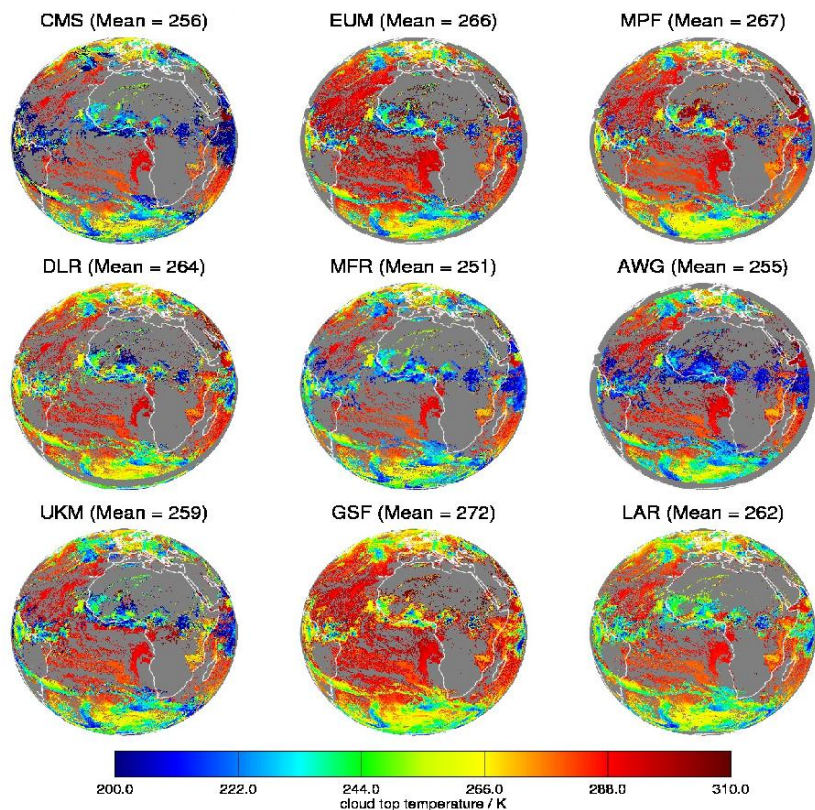 CMS (Mean = 256)
EUM (Mean = 266)
MPF (Mean = 267)
DLR (Mean = 264)
MFR (Mean = 251)
AWG (Mean = 255)
UKM (Mean = 259)
GSF (Mean = 272)
LAR (Mean = 262)
200.0 222.0 244.0 266.0 288.0 310.0
cloud top temperature / K